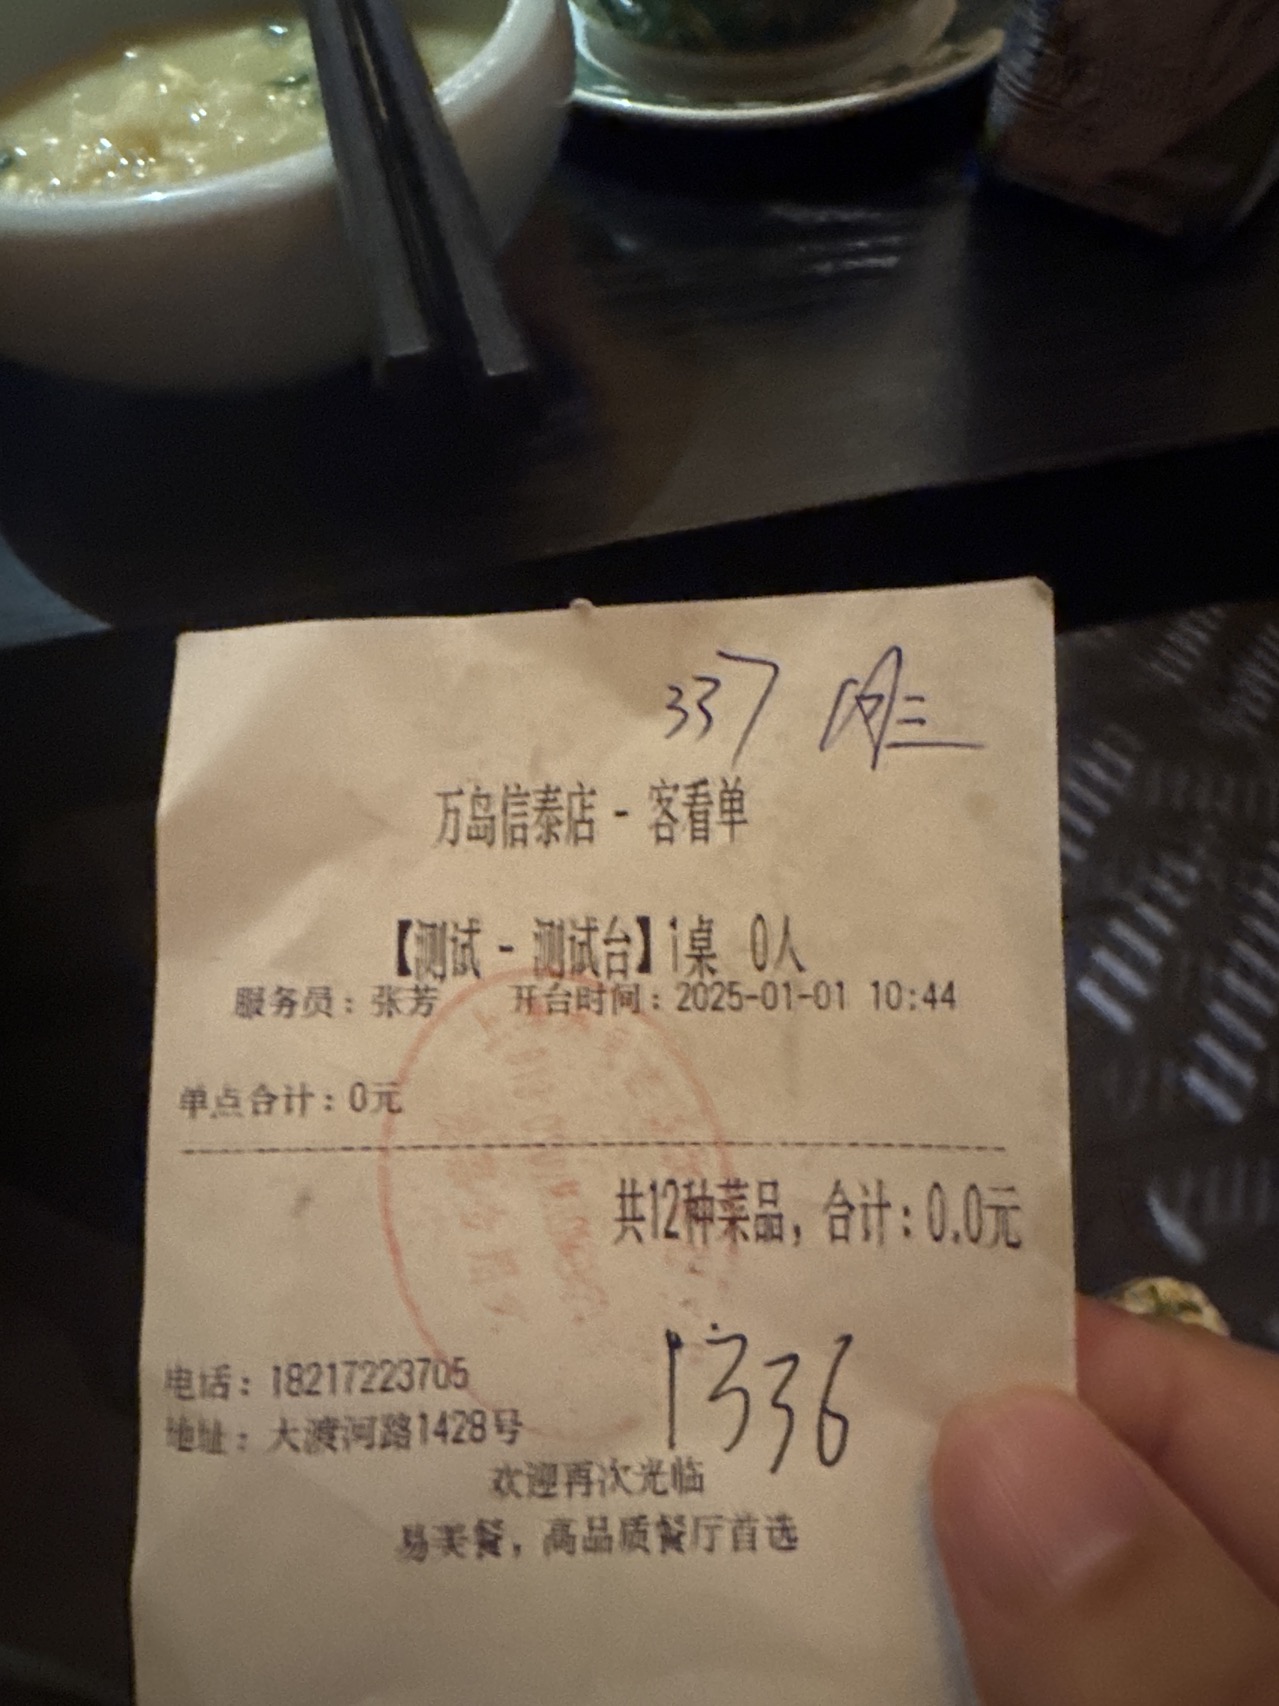 337
万岛信泰店 - 客看单
【测试 - 测试台】1桌 0人
服务员：张芳 开台时间：2025-01-01 10:44
单点合计：0元
共12种菜品，合计：0.0元
1336
电话：18217223705
地址：大渡河路1428号
欢迎再次光临
易美餐，高品质餐厅首选